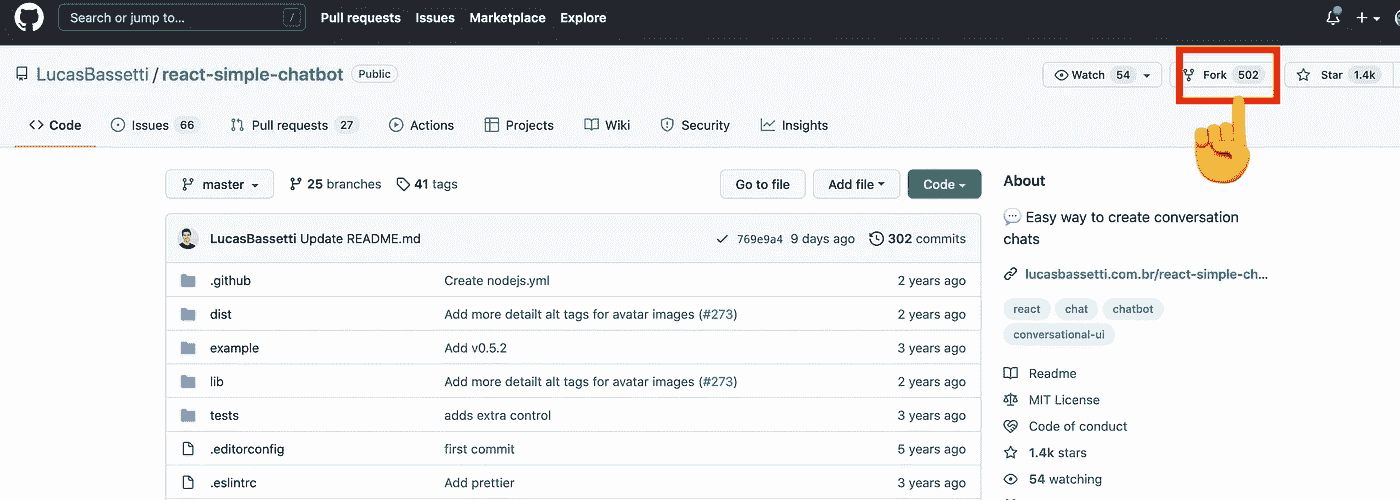 Search or jump to... / Pull requests Issues Marketplace Explore
LucasBassetti / react-simple-chatbot Public Watch 54 Fork 502 Star 1.4k
Code Issues 66 Pull requests 27 Actions Projects Wiki Security Insights
master 25 branches 41 tags Go to file Add file Code
LucasBassetti Update README.md 769e9a4 9 days ago 302 commits
.github Create nodejs.yml 2 years ago
dist Add more detailt alt tags for avatar images (#273) 2 years ago
example Add v0.5.2 3 years ago
lib Add more detailt alt tags for avatar images (#273) 2 years ago
tests adds extra control 3 years ago
.editorconfig first commit 5 years ago
.eslintrc Add prettier 3 years ago
About
Easy way to create conversation
chats
lucasbassetti.com.br/react-simple-ch...
react chat chatbot
conversational-ui
Readme
MIT License
Code of conduct
1.4k stars
54 watching